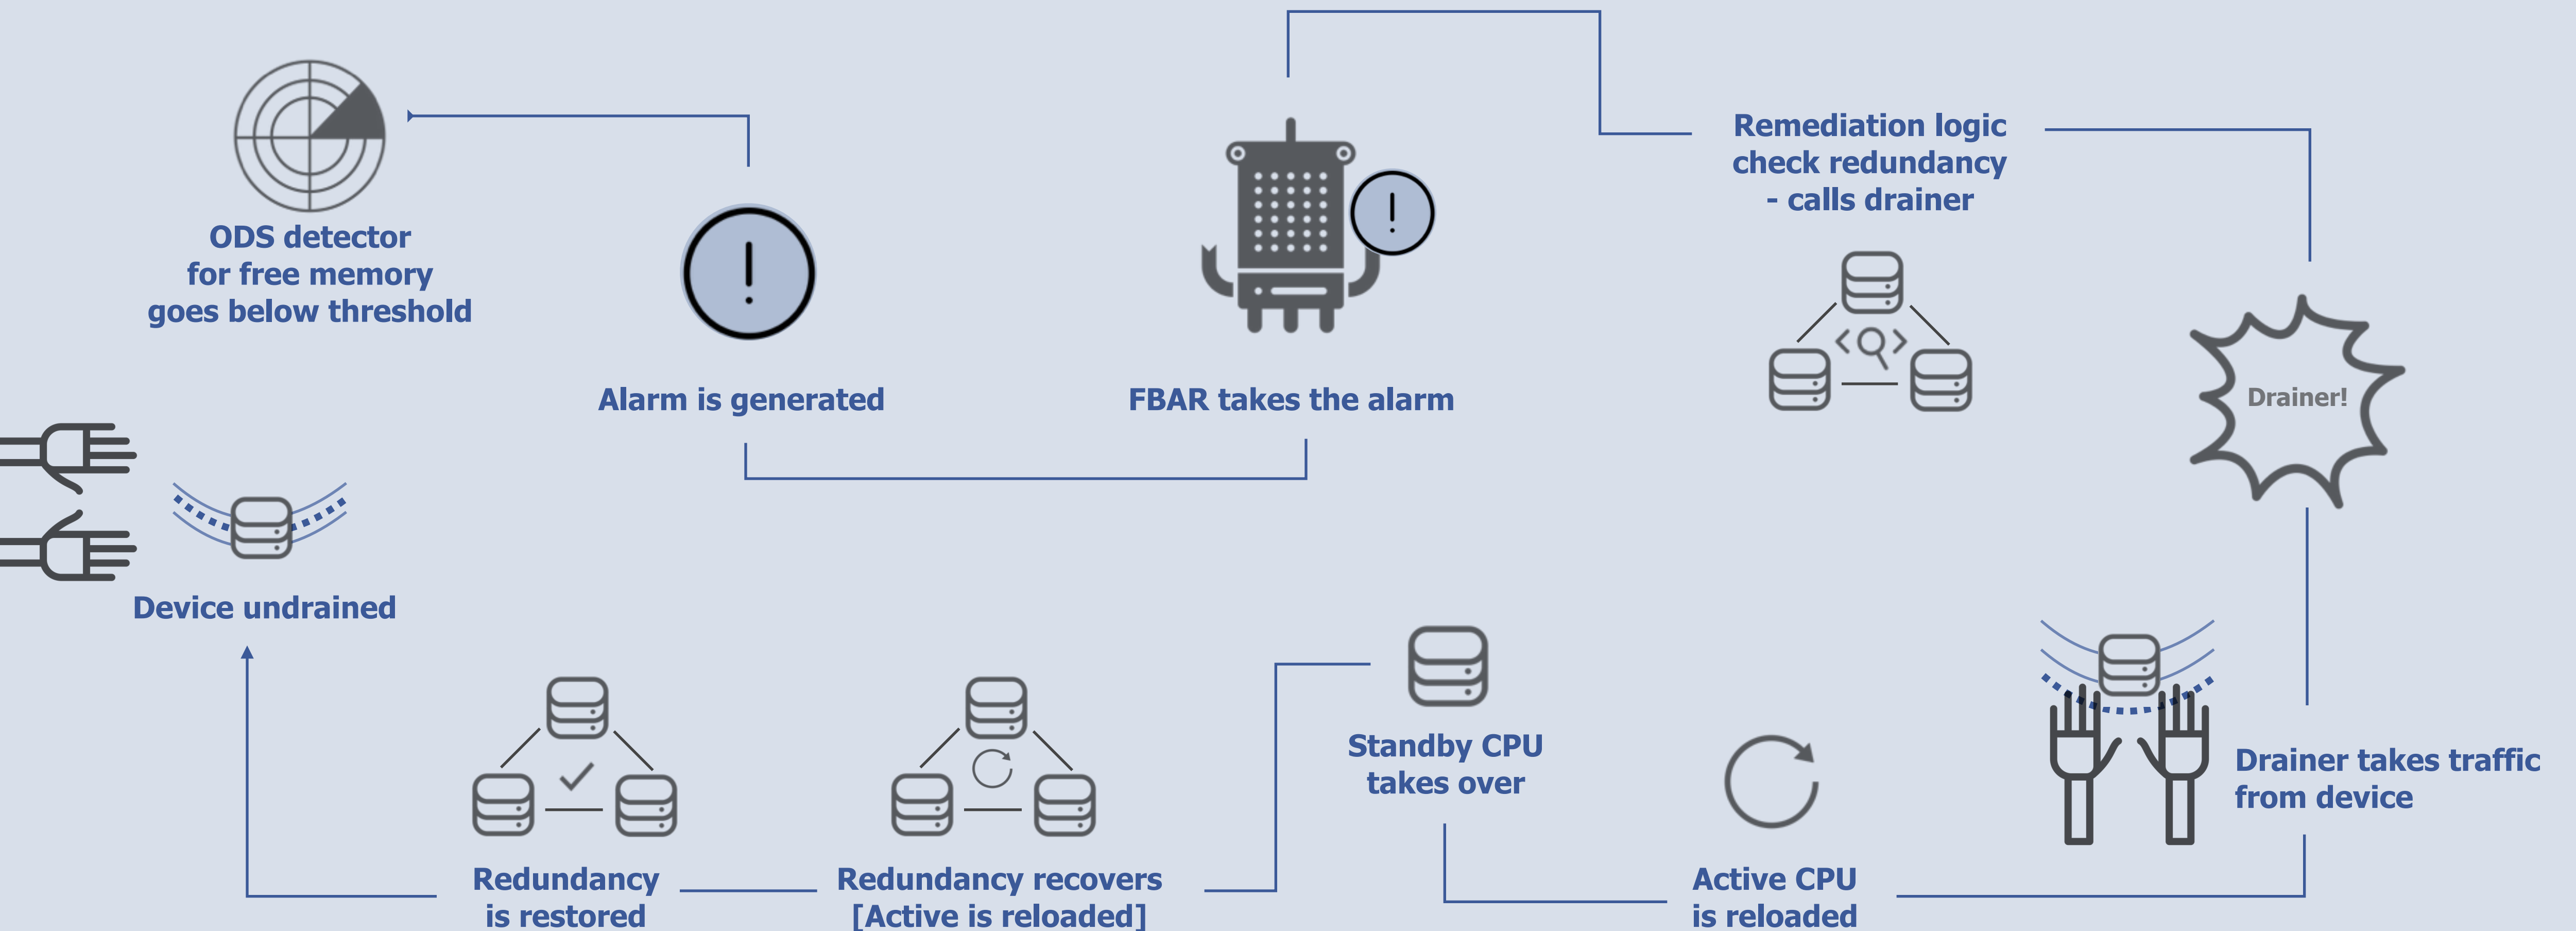 ODS detector
for free memory
goes below threshold
Alarm is generated
FBAR takes the alarm
Remediation logic
check redundancy
- calls drainer
Drainer!
Drainer takes traffic
from device
Active CPU
is reloaded
Standby CPU
takes over
Redundancy recovers
[Active is reloaded]
Redundancy
is restored
Device undrained